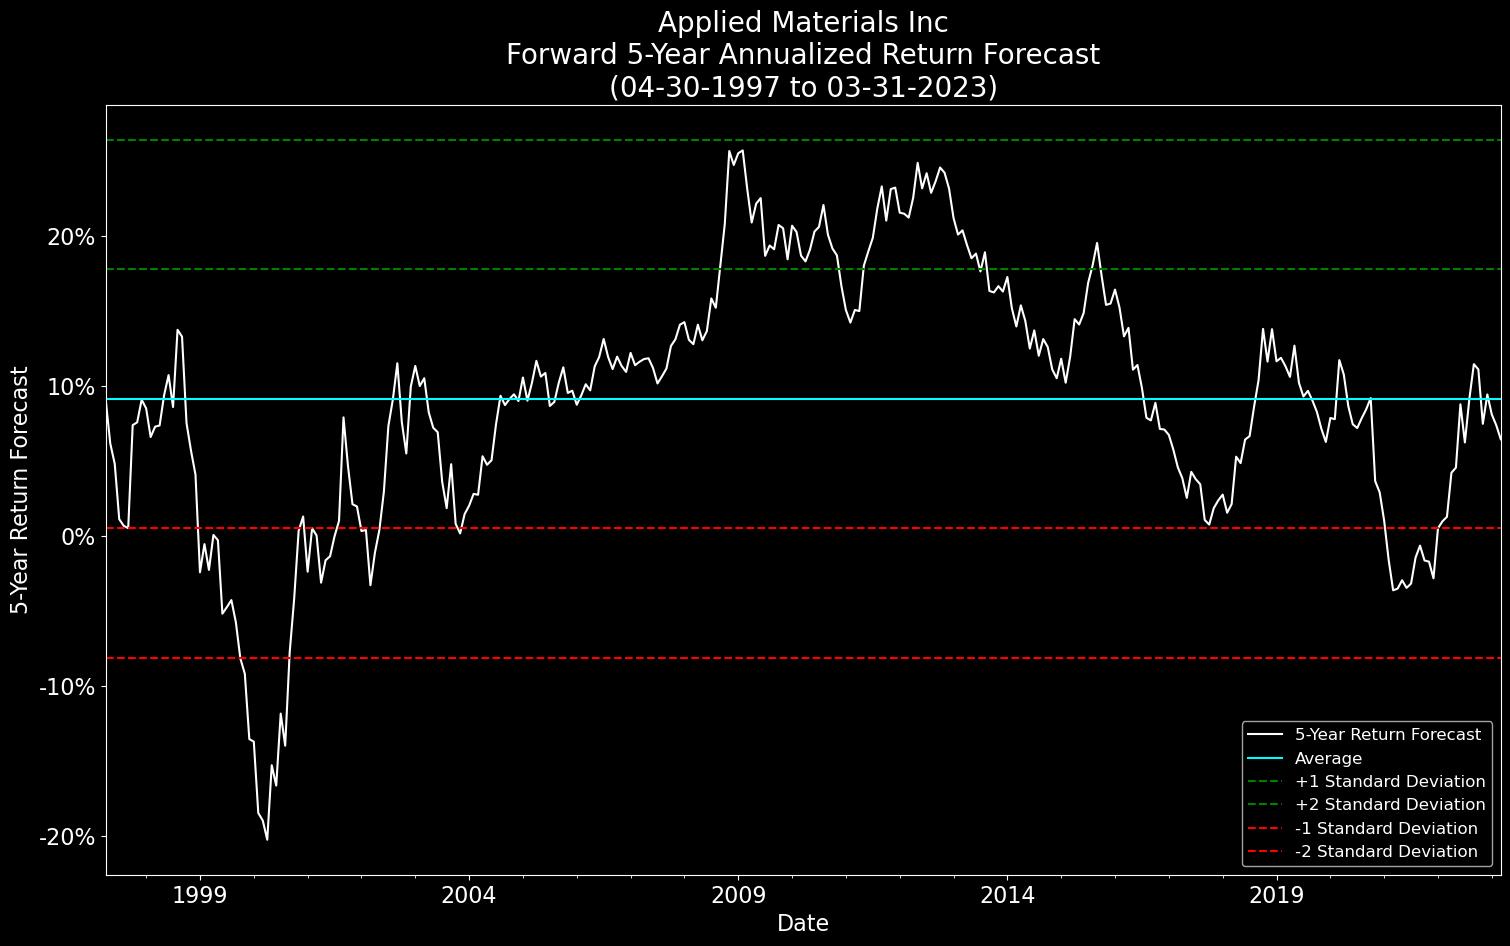 Applied Materials Inc
Forward 5-Year Annualized Return Forecast
(04-30-1997 to 03-31-2023)
5-Year Return Forecast
20%
10%
0%
-10%
-20%
1999
2004
2009
2014
2019
Date
5-Year Return Forecast
Average
+1 Standard Deviation
+2 Standard Deviation
-1 Standard Deviation
-2 Standard Deviation